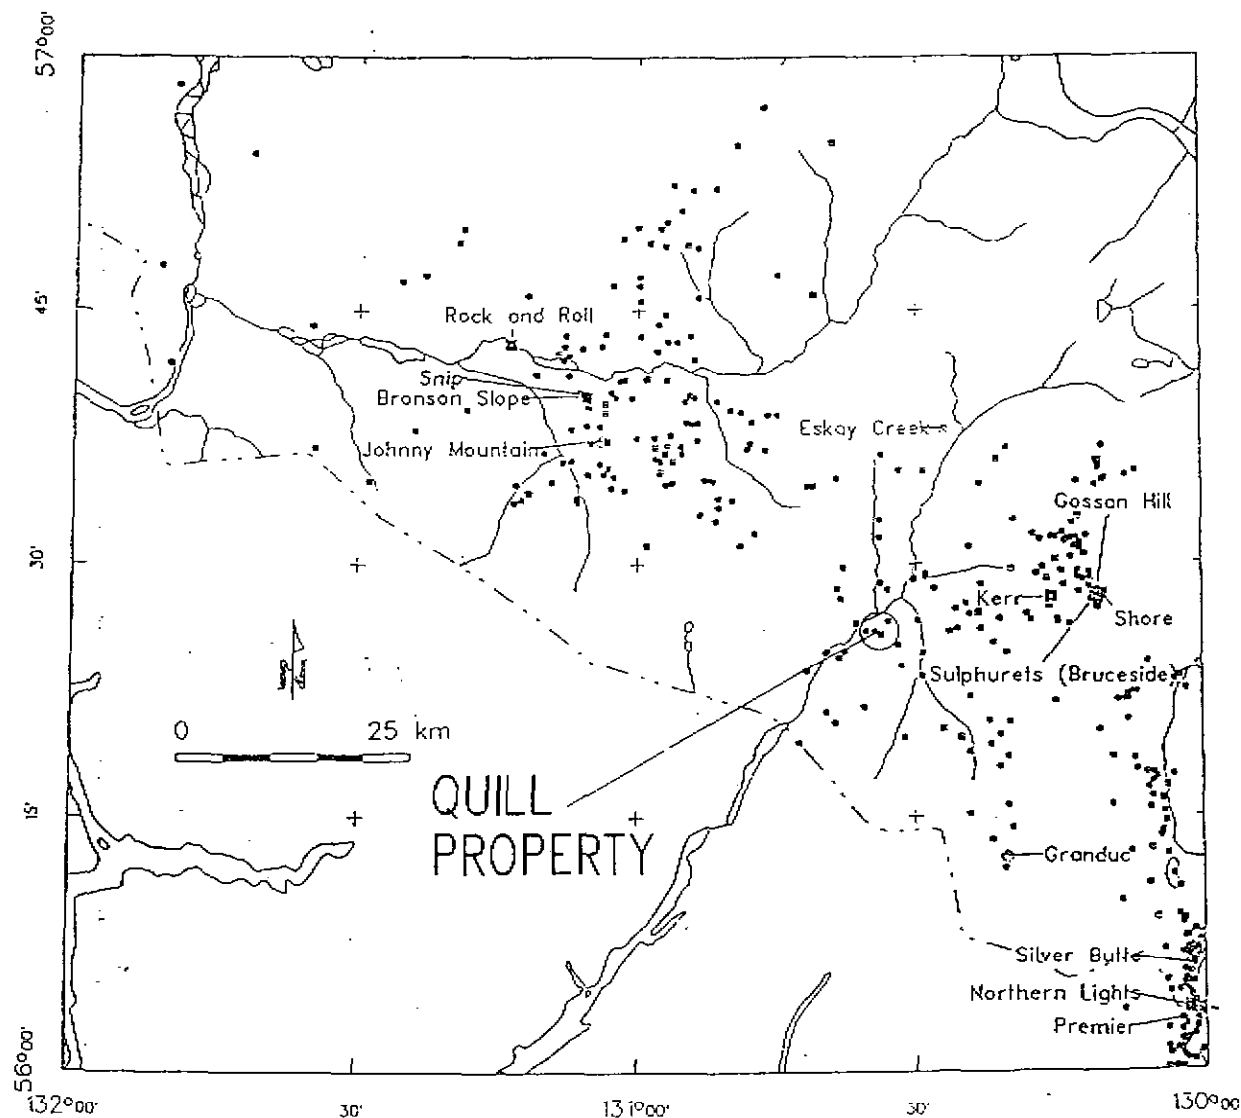 57°00'
45'
Rock and Roll
Snip
Bronson Slope
Eskay Creek
Johnny Mountain
Gossan Hill
30'
Kerr
Shore
Sulphurets (Bruceside)
0 25 km
QUILL
PROPERTY
15'
Granduc
Silver Butte
Northern Lights
Premier
56°00'
132°00'
30'
131°00'
30'
130°00